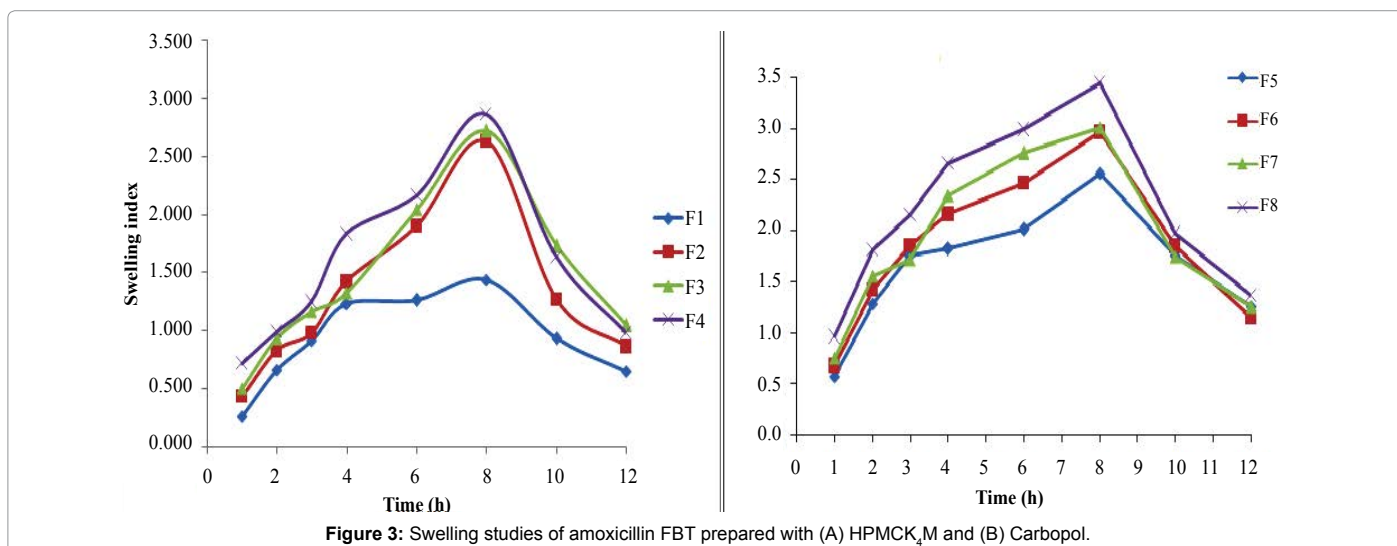 3.500
3.000
2.500
2.000
1.500
1.000
0.500
0.000
Swelling index
0 2 4 6 8 10 12
Time (h)
F1
F2
F3
F4
3.5
3.0
2.5
2.0
1.5
1.0
0.5
0.0
0 1 2 3 4 6 7 8 10 11 12
Time (h)
F5
F6
F7
F8
Figure 3: Swelling studies of amoxicillin FBT prepared with (A) HPMCK₄M and (B) Carbopol.